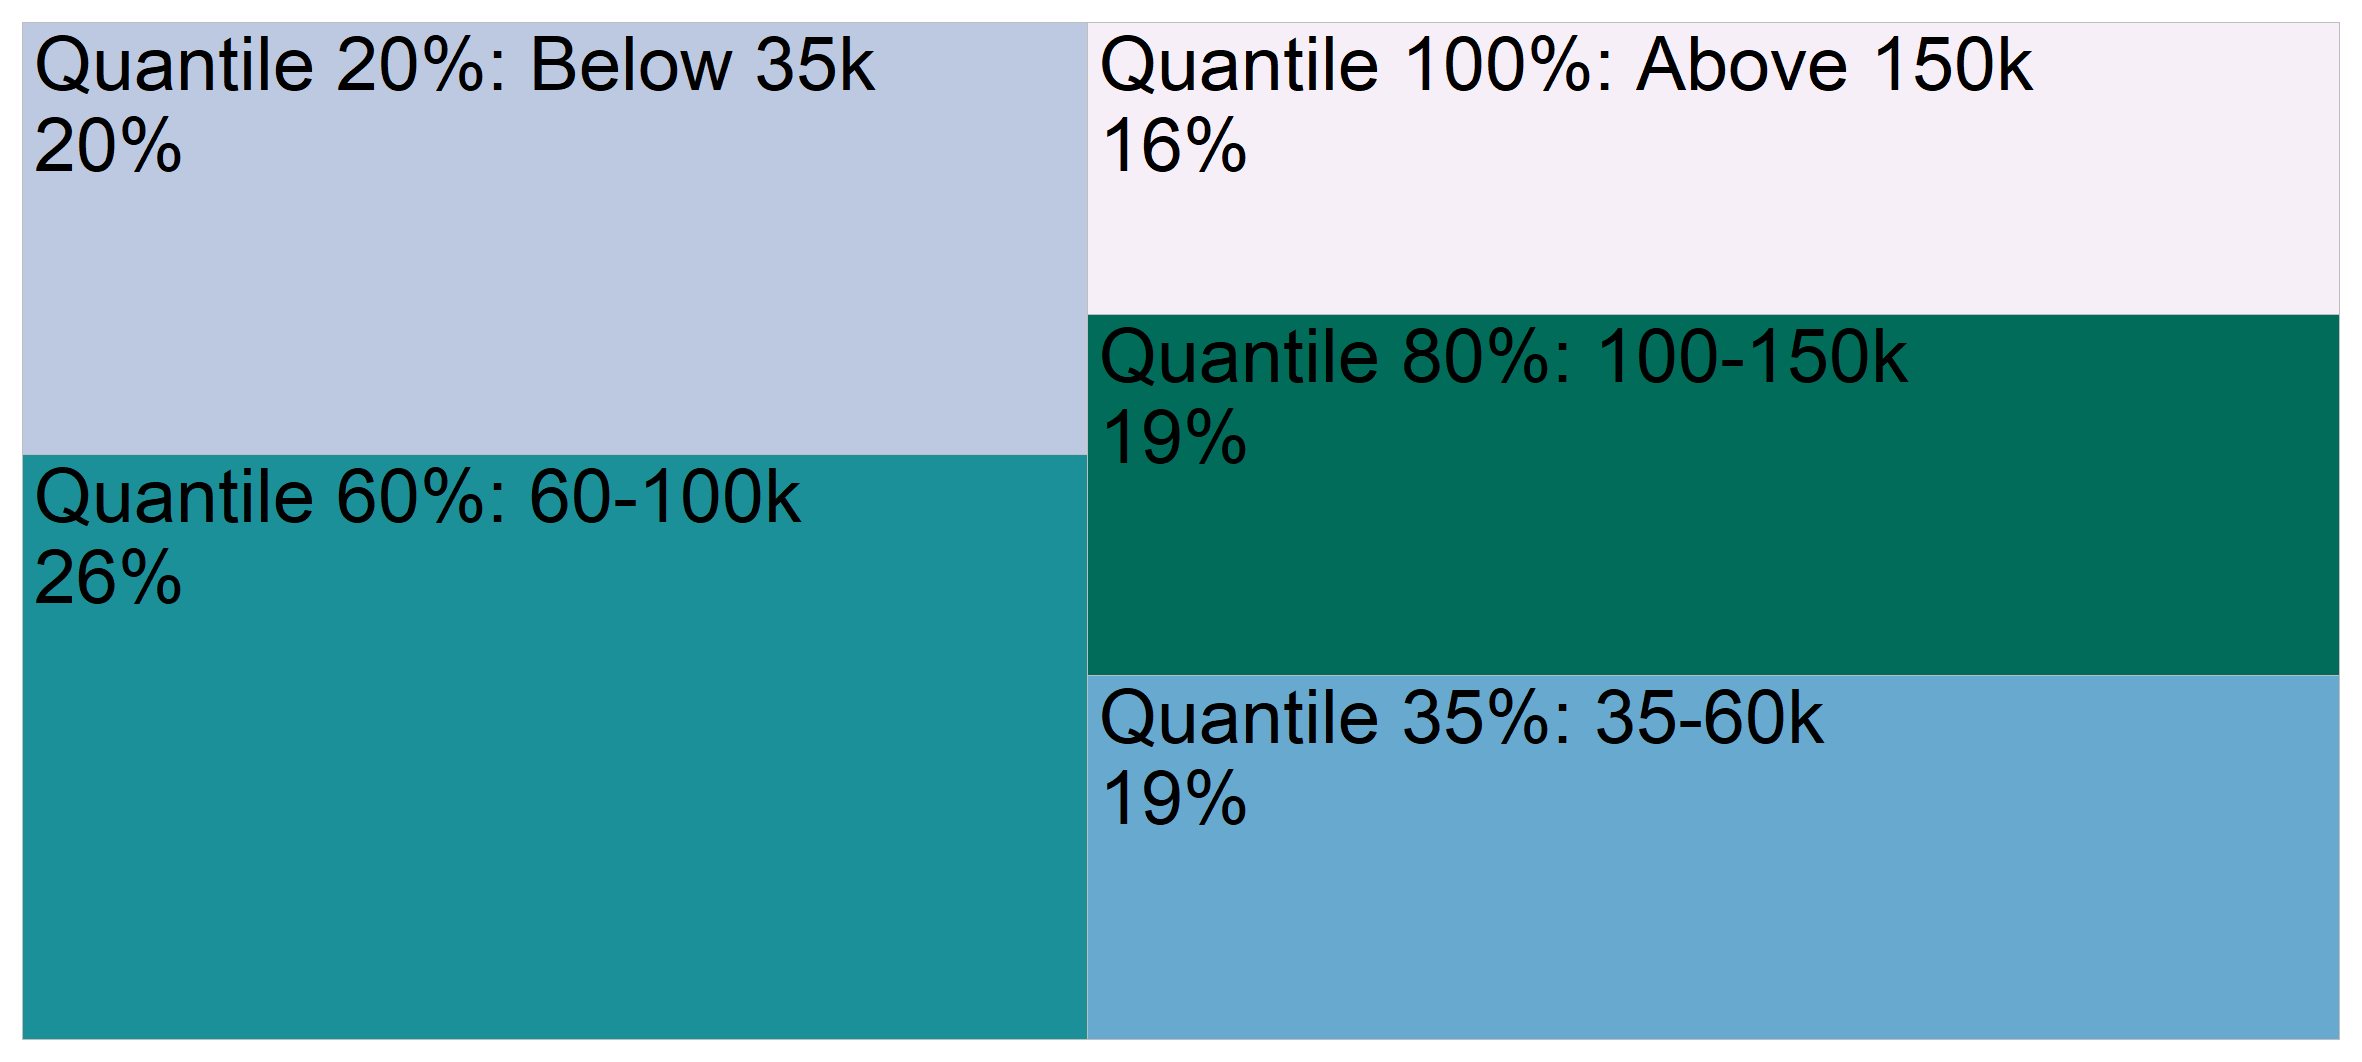 Quantile 20%: Below 35k
20%
Quantile 60%: 60-100k
26%
Quantile 100%: Above 150k
16%
Quantile 80%: 100-150k
19%
Quantile 35%: 35-60k
19%